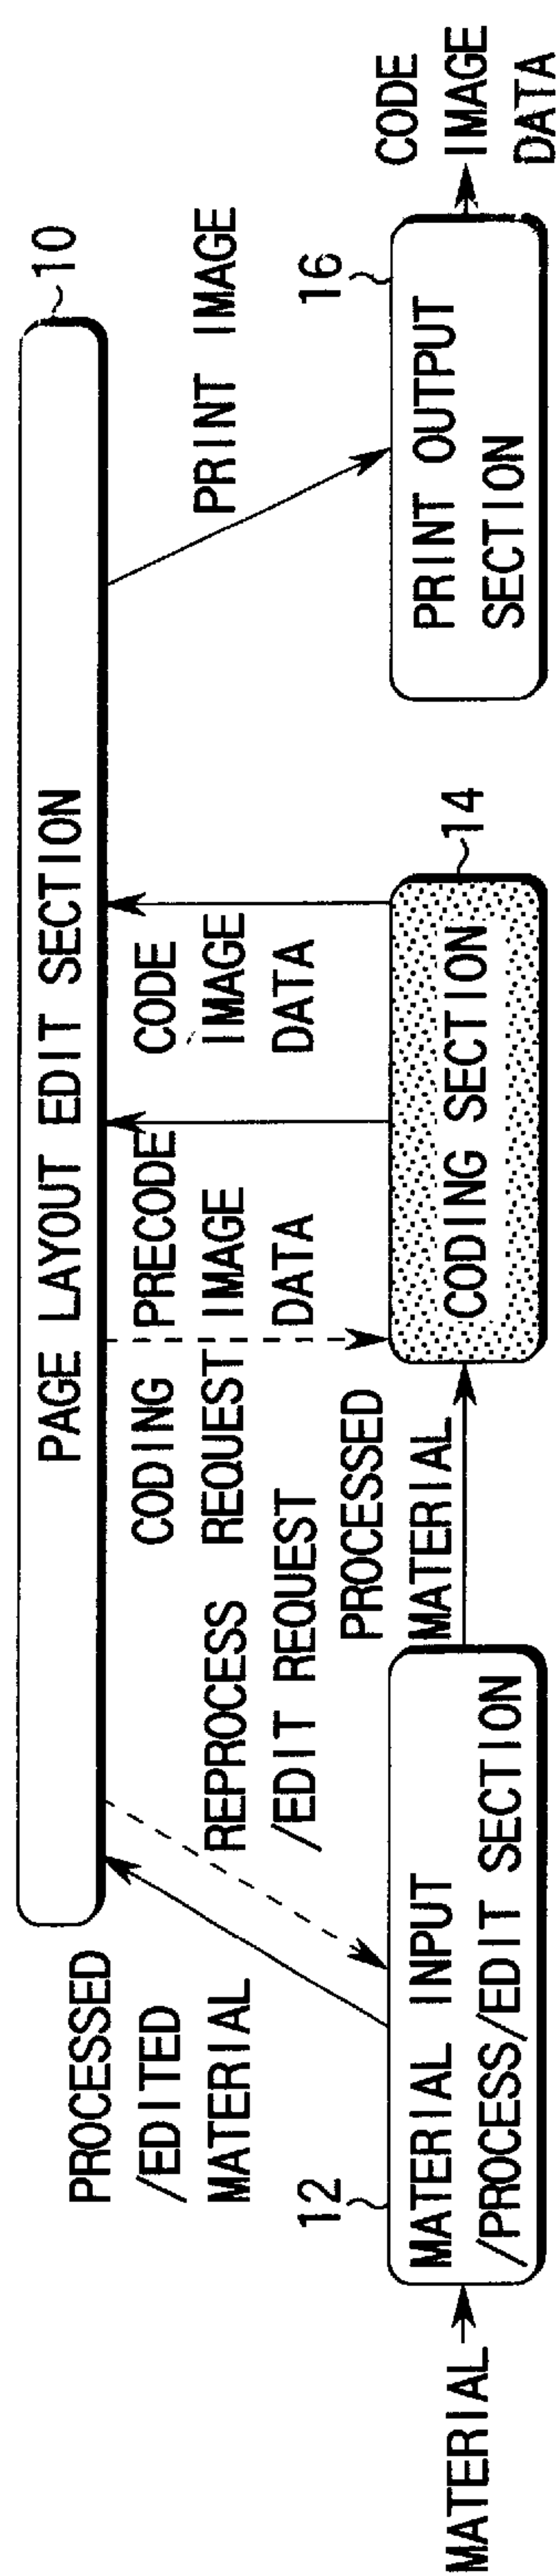 PAGE LAYOUT EDIT SECTION
10
PROCESSED
/EDITED
MATERIAL
REPROCESS
/EDIT REQUEST
CODING
REQUEST
PRECODE
IMAGE
DATA
CODE
IMAGE
DATA
PRINT IMAGE
MATERIAL
12
MATERIAL INPUT
/PROCESS/EDIT SECTION
PROCESSED
MATERIAL
14
CODING SECTION
16
PRINT OUTPUT
SECTION
CODE
IMAGE
DATA